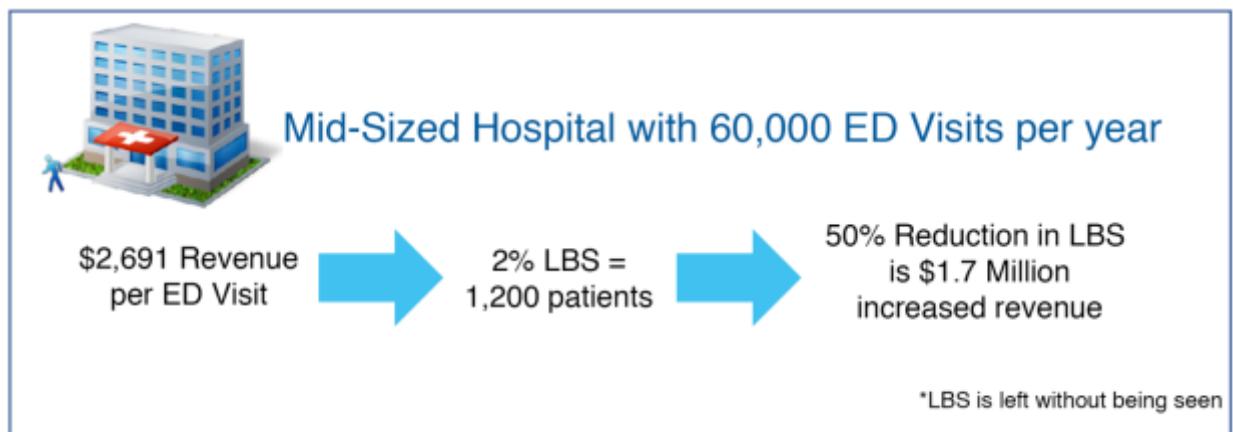 Mid-Sized Hospital with 60,000 ED Visits per year
$2,691 Revenue
per ED Visit
2% LBS =
1,200 patients
50% Reduction in LBS
is $1.7 Million
increased revenue
*LBS is left without being seen